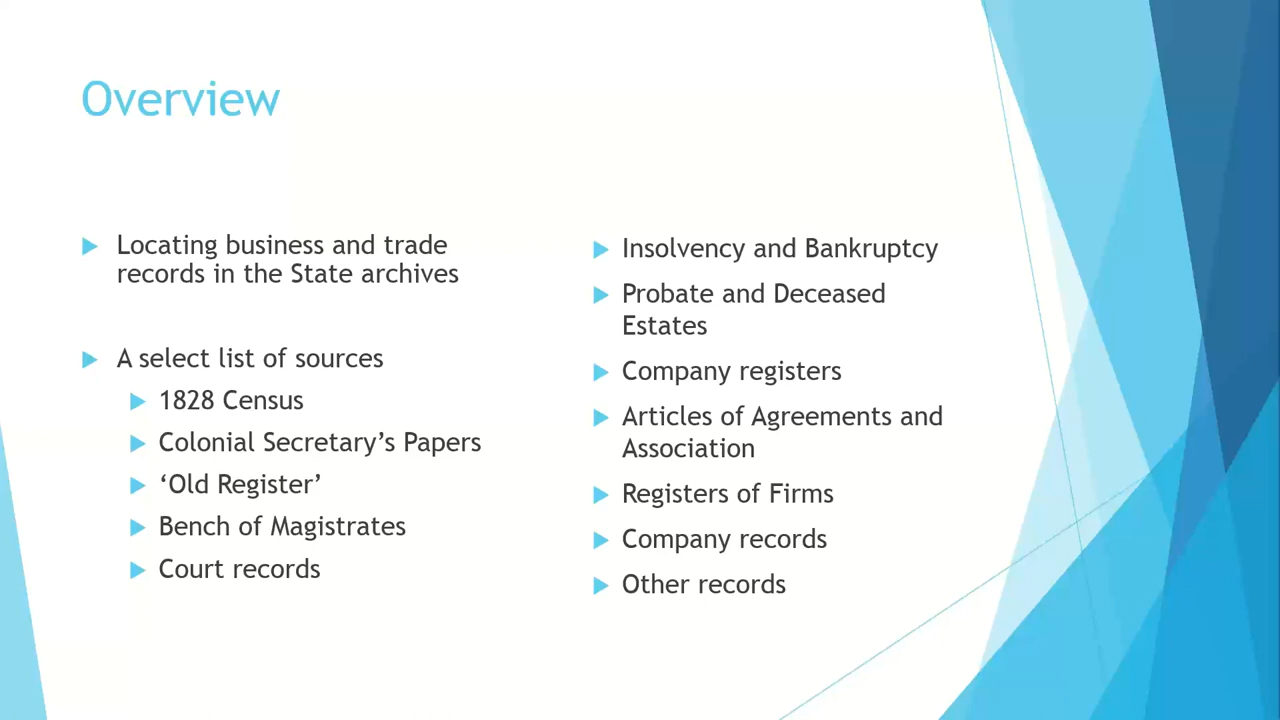 Overview
Locating business and trade
records in the State archives
A select list of sources
1828 Census
Colonial Secretary’s Papers
‘Old Register’
Bench of Magistrates
Court records
Insolvency and Bankruptcy
Probate and Deceased
Estates
Company registers
Articles of Agreements and
Association
Registers of Firms
Company records
Other records